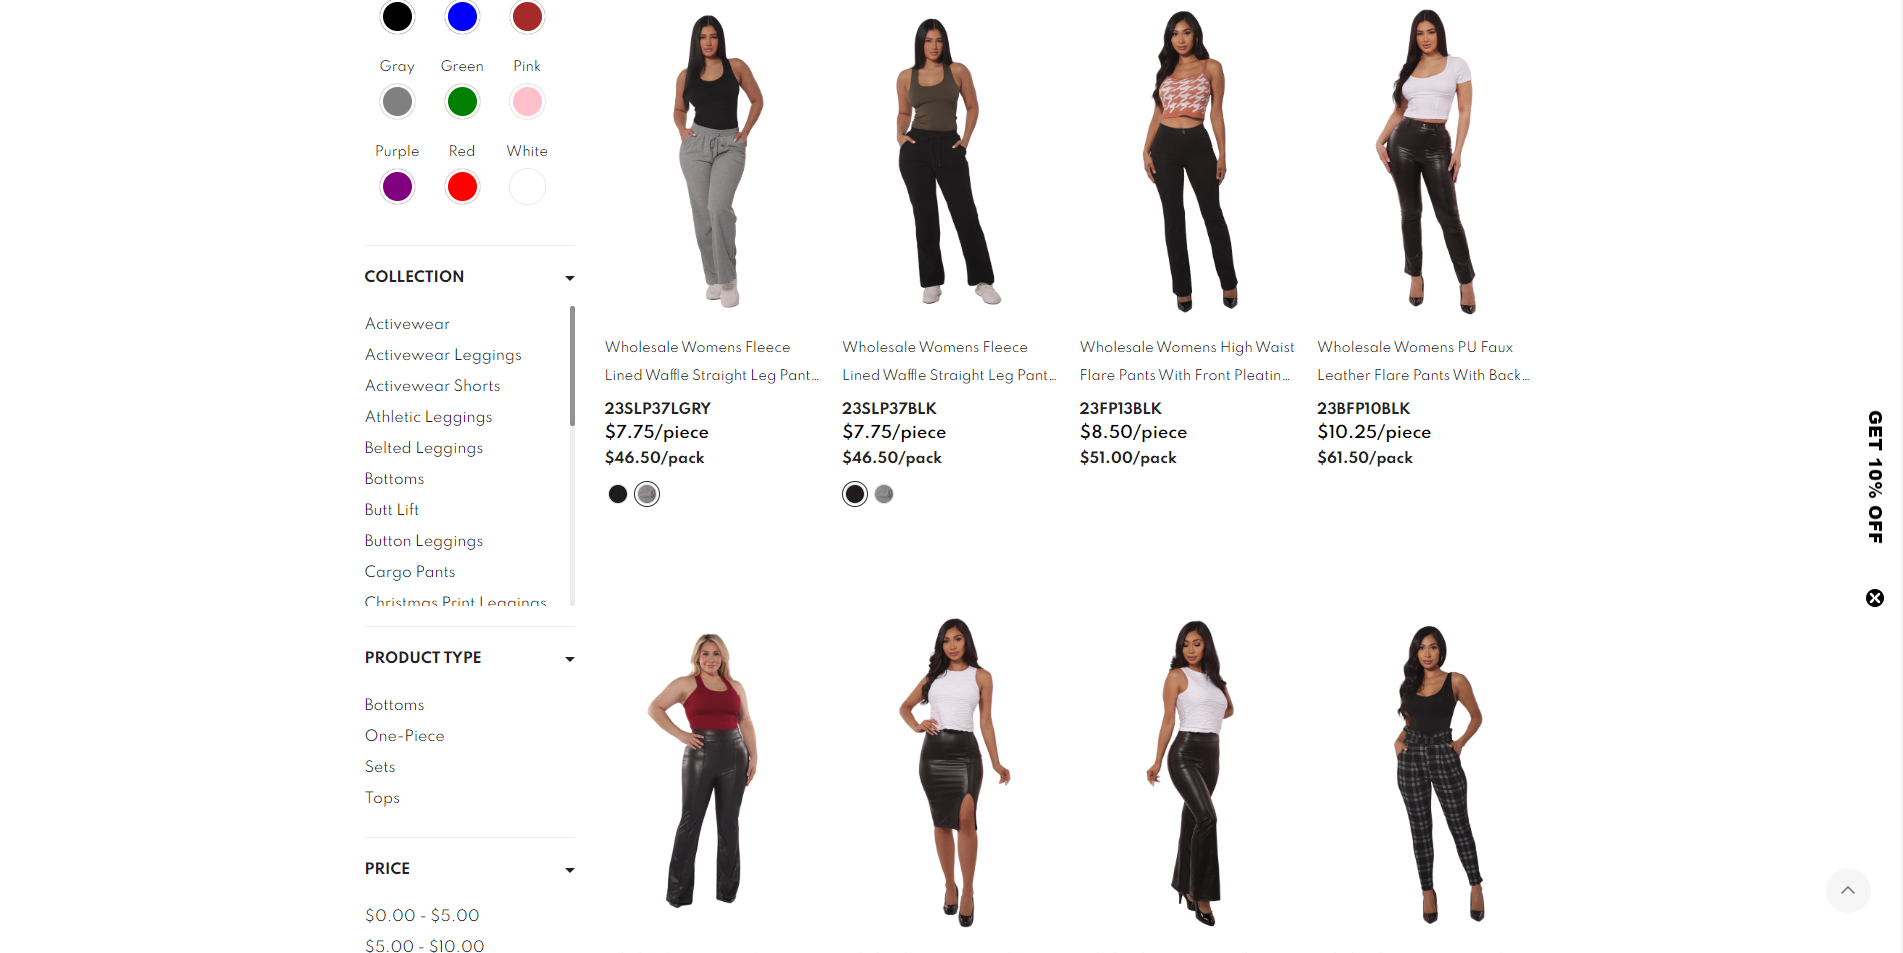 Gray Green Pink
Purple Red White
COLLECTION
Activewear
Activewear Leggings
Activewear Shorts
Athletic Leggings
Belted Leggings
Bottoms
Butt Lift
Button Leggings
Cargo Pants
Christmas Print Leggings
PRODUCT TYPE
Bottoms
One-Piece
Sets
Tops
PRICE
$0.00 - $5.00
$5.00 - $10.00
Wholesale Womens Fleece
Lined Waffle Straight Leg Pant...
23SLP37LGRY
$7.75/piece
$46.50/pack
Wholesale Womens Fleece
Lined Waffle Straight Leg Pant...
23SLP37BLK
$7.75/piece
$46.50/pack
Wholesale Womens High Waist
Flare Pants With Front Pleatin...
23FP13BLK
$8.50/piece
$51.00/pack
Wholesale Womens PU Faux
Leather Flare Pants With Back...
23BFP10BLK
$10.25/piece
$61.50/pack
GET 10% OFF